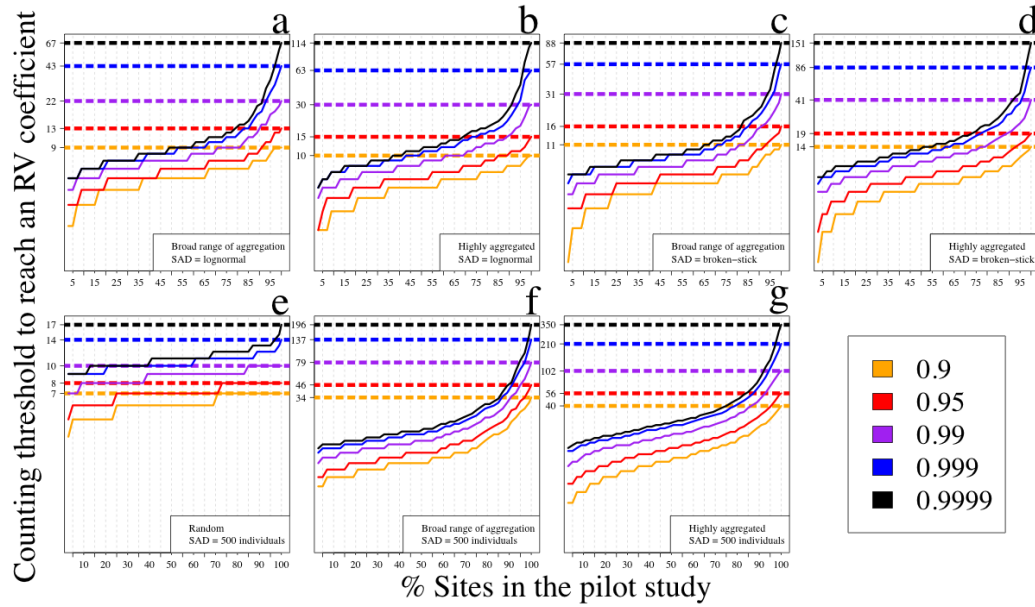 Counting threshold to reach an RV coefficient
a
67
43
22
13
9
Broad range of aggregation
SAD = lognormal
5 15 25 35 45 55 65 75 85 95
b
114
63
30
15
10
Highly aggregated
SAD = lognormal
5 15 25 35 45 55 65 75 85 95
c
88
57
31
16
11
Broad range of aggregation
SAD = broken−stick
5 15 25 35 45 55 65 75 85 95
d
151
86
41
19
14
Highly aggregated
SAD = broken−stick
5 15 25 35 45 55 65 75 85 95
e
17
14
10
8
7
Random
SAD = 500 individuals
10 20 30 40 50 60 70 80 90 100
f
196
137
79
46
34
Broad range of aggregation
SAD = 500 individuals
10 20 30 40 50 60 70 80 90 100
g
350
210
102
56
40
Highly aggregated
SAD = 500 individuals
10 20 30 40 50 60 70 80 90 100
0.9
0.95
0.99
0.999
0.9999
% Sites in the pilot study